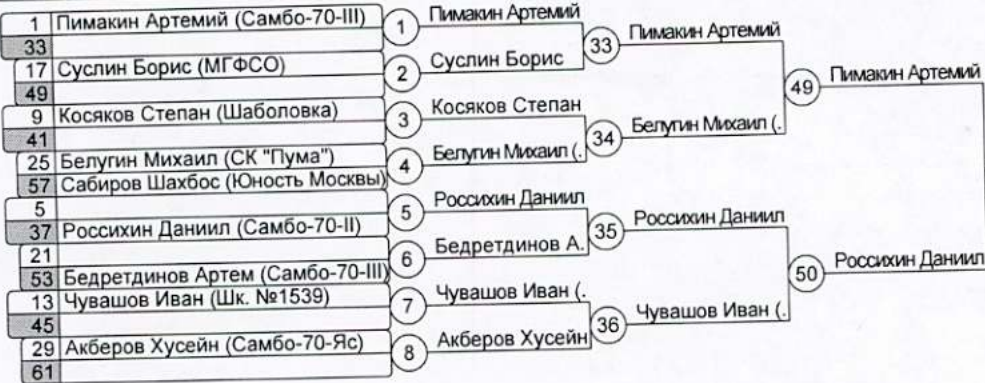 1 Пимакин Артемий (Самбо-70-III)
33
17 Суслин Борис (МГФСО)
49
9 Косяков Степан (Шаболовка)
41
25 Белугин Михаил (СК "Пума")
57 Сабиров Шахбос (Юность Москвы)
5
37 Россихин Даниил (Самбо-70-II)
21
53 Бедретдинов Артем (Самбо-70-III)
13 Чувашов Иван (Шк. №1539)
45
29 Акберов Хусейн (Самбо-70-Яс)
61
1 Пимакин Артемий
2 Суслин Борис
3 Косяков Степан
4 Белугин Михаил (.
5 Россихин Даниил
6 Бедретдинов А.
7 Чувашов Иван (.
8 Акберов Хусейн
33 Пимакин Артемий
34 Белугин Михаил (.
35 Россихин Даниил
36 Чувашов Иван (.
49 Пимакин Артемий
50 Россихин Даниил